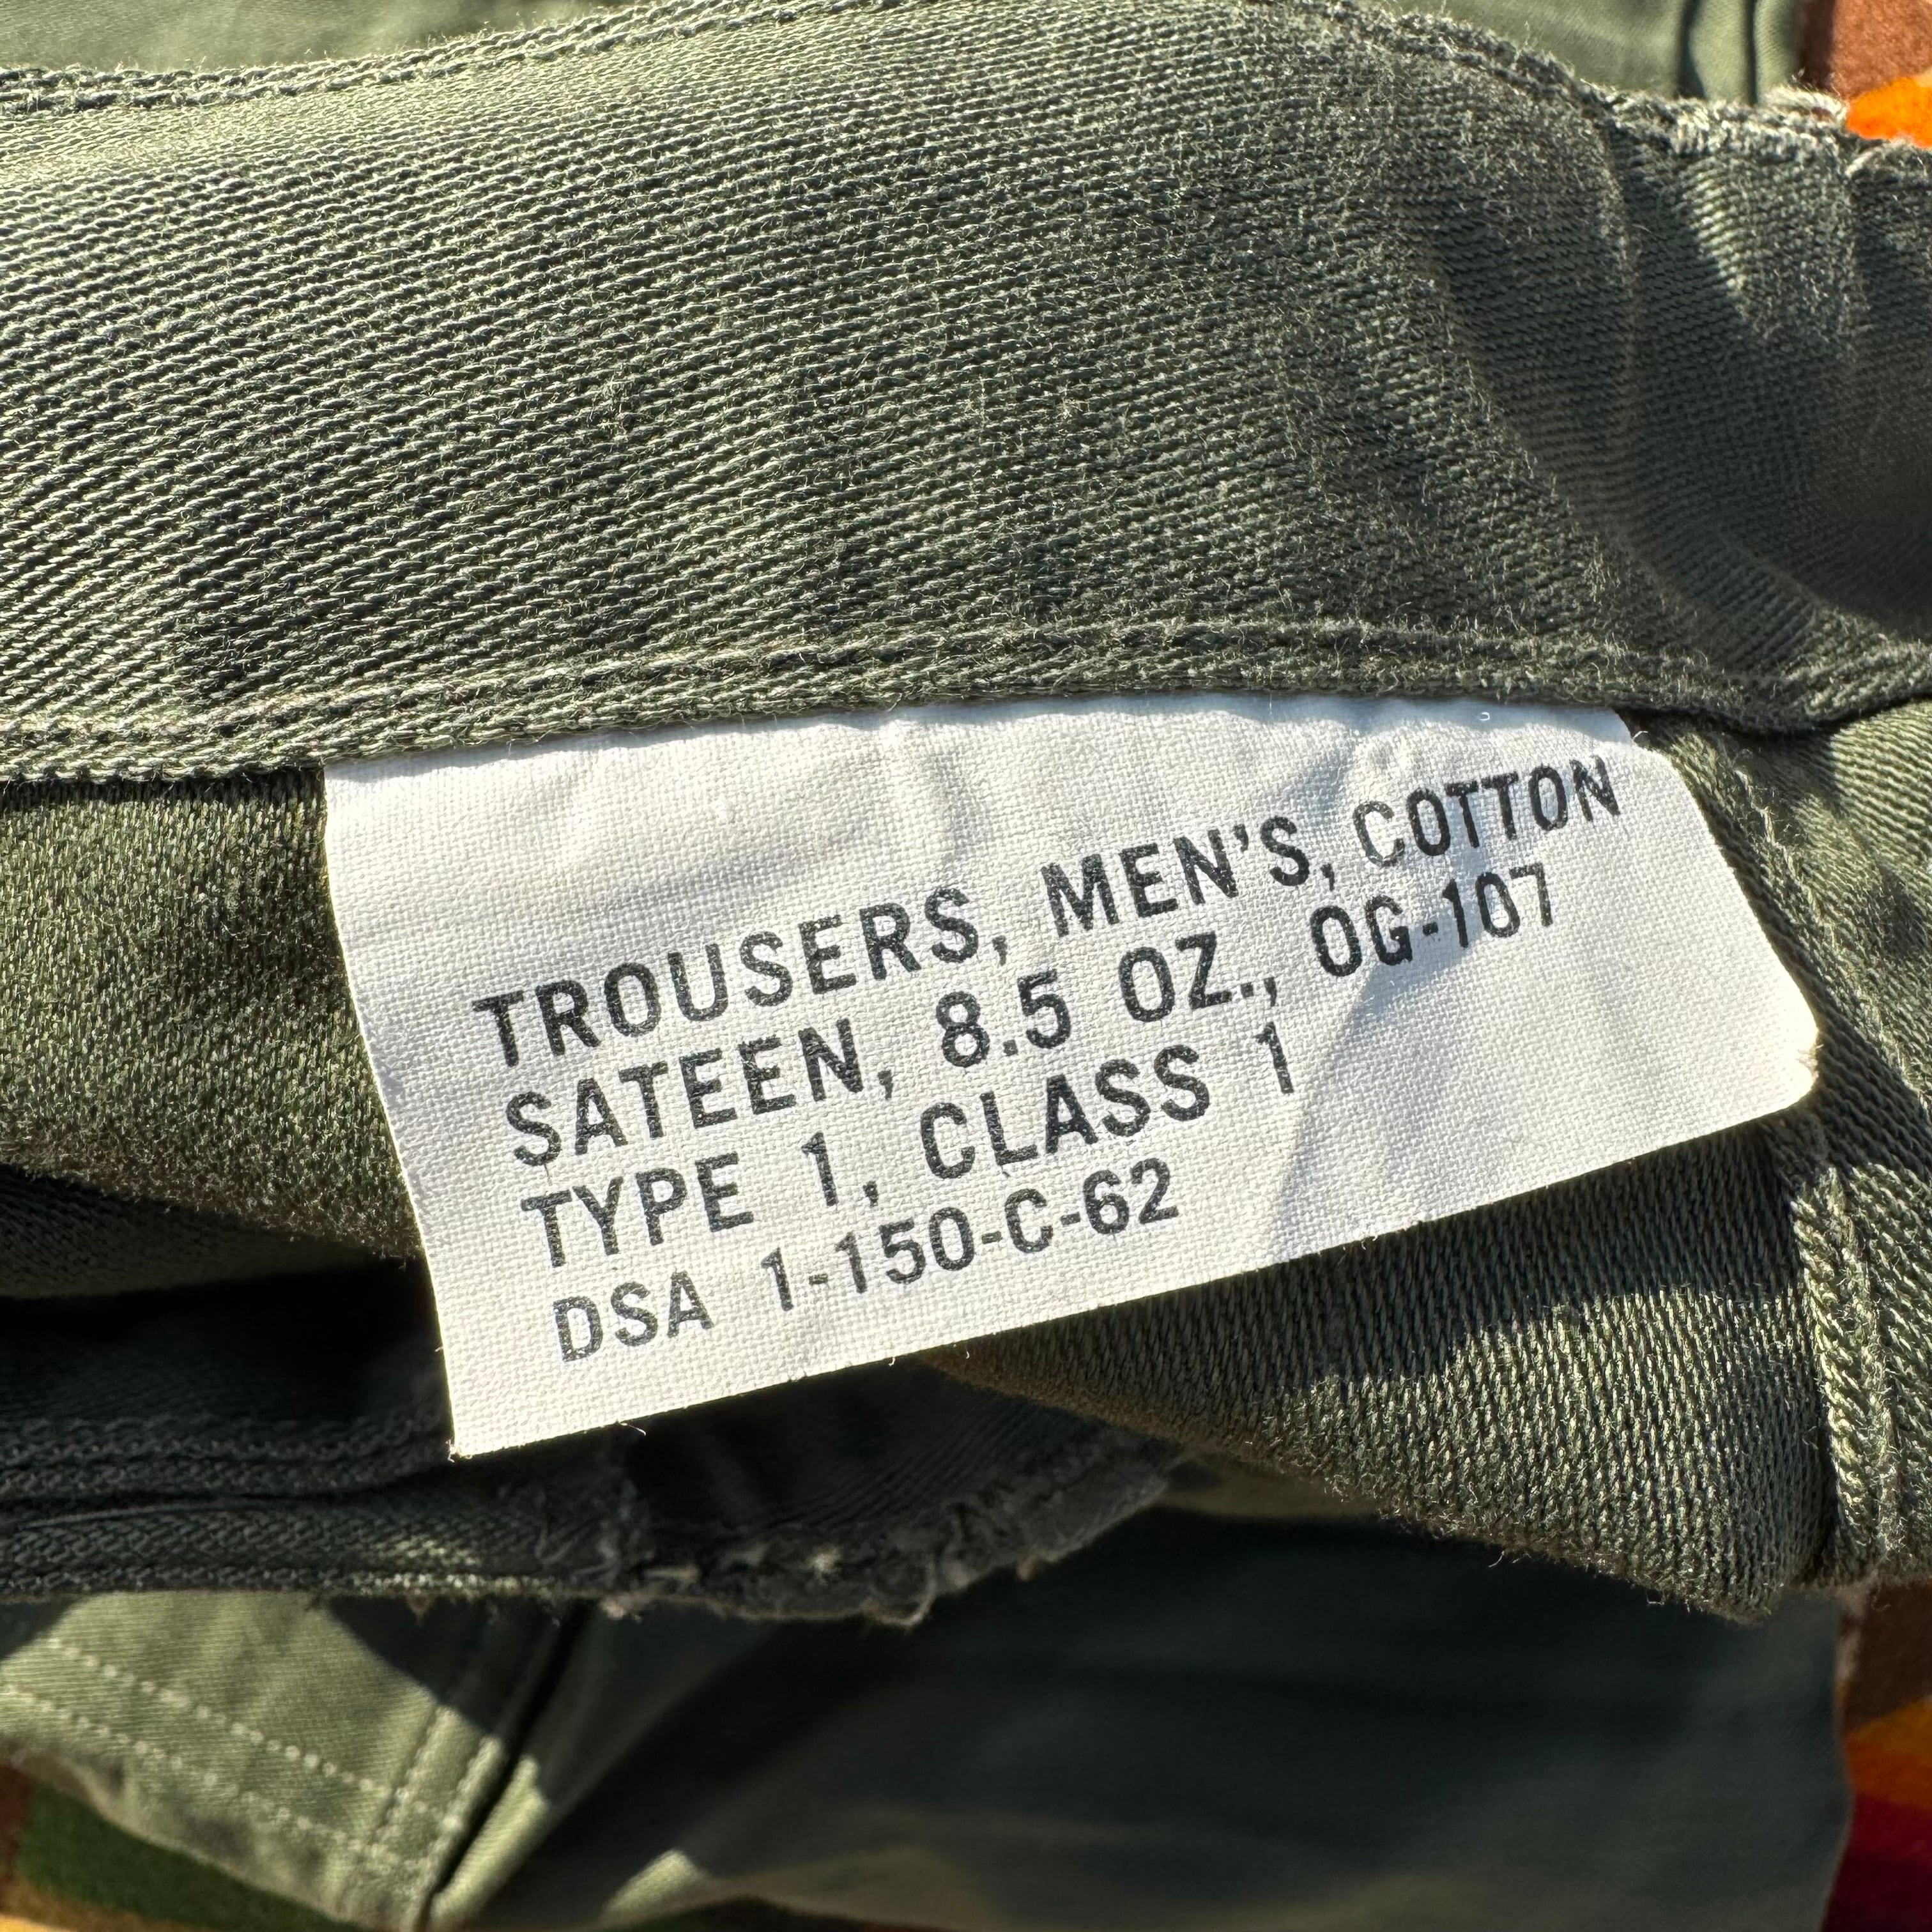 TROUSERS, MEN'S, COTTON
SATEEN, 8.5 OZ., OG-107
TYPE 1, CLASS 1
DSA 1-150-C-62